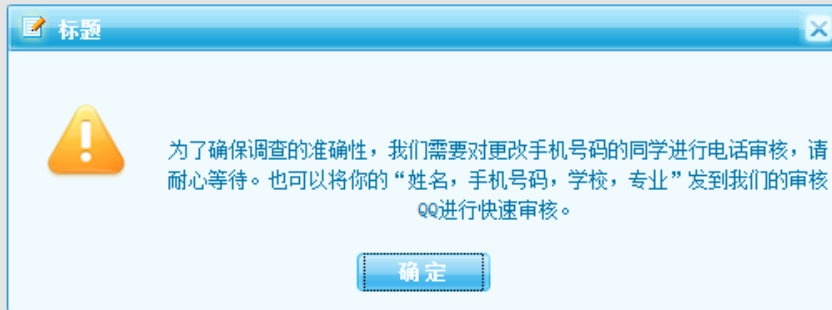 标题
为了确保调查的准确性，我们需要对更改手机号码的同学进行电话审核，请
耐心等待。也可以将你的“姓名，手机号码，学校，专业”发到我们的审核
QQ进行快速审核。
确定